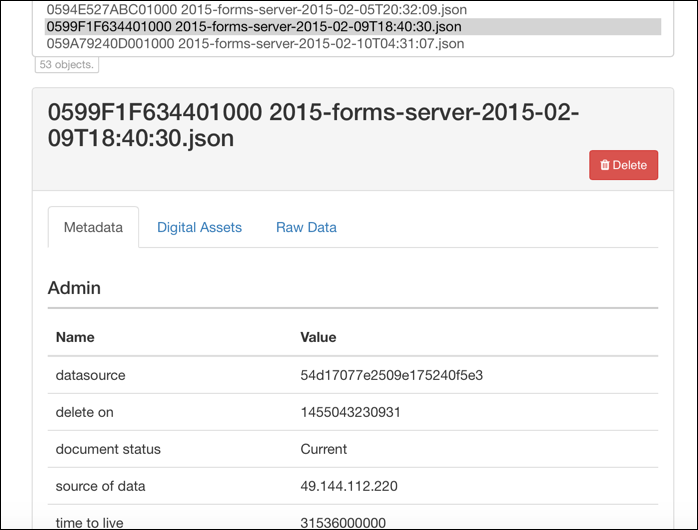 0594E527ABC01000 2015-forms-server-2015-02-05T20:32:09.json
0599F1F634401000 2015-forms-server-2015-02-09T18:40:30.json
059A79240D001000 2015-forms-server-2015-02-10T04:31:07.json
53 objects.
0599F1F634401000 2015-forms-server-2015-02-
09T18:40:30.json
Delete
Metadata Digital Assets Raw Data
Admin
Name Value
datasource 54d17077e2509e175240f5e3
delete on 1455043230931
document status Current
source of data 49.144.112.220
time to live 31536000000